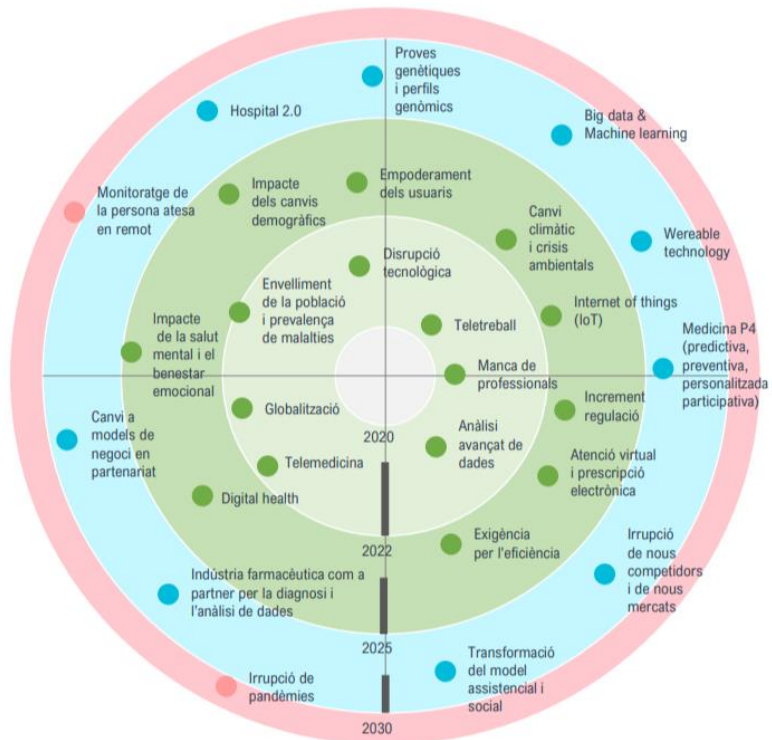 Proves
genètiques
i perfils
genòmics
Hospital 2.0
Big data &
Machine learning
Monitoratge de
la persona atesa
en remot
Impacte
dels canvis
demogràfics
Empoderament
dels usuaris
Canvi
climàtic
i crisis
ambientals
Wereable
technology
Disrupció
tecnològica
Envelliment
de la població
i prevalença
de malalties
Teletreball
Internet of things
(IoT)
Impacte
de la salut
mental i el
benestar
emocional
Manca de
professionals
Medicina P4
(predictiva,
preventiva,
personalitzada
participativa)
Canvi a
models de
negoci en
partenariat
Globalització
Increment
regulació
2020
Anàlisi
avançat de
dades
Telemedicina
Digital health
Atenció virtual
i prescripció
electrònica
2022
Exigència
per l'eficiència
Irrupció
de nous
competidors
i de nous
mercats
Indústria farmacèutica com a
partner per la diagnosi i
l'anàlisi de dades
2025
Transformació
del model
assistencial i
social
Irrupció de
pandèmies
2030